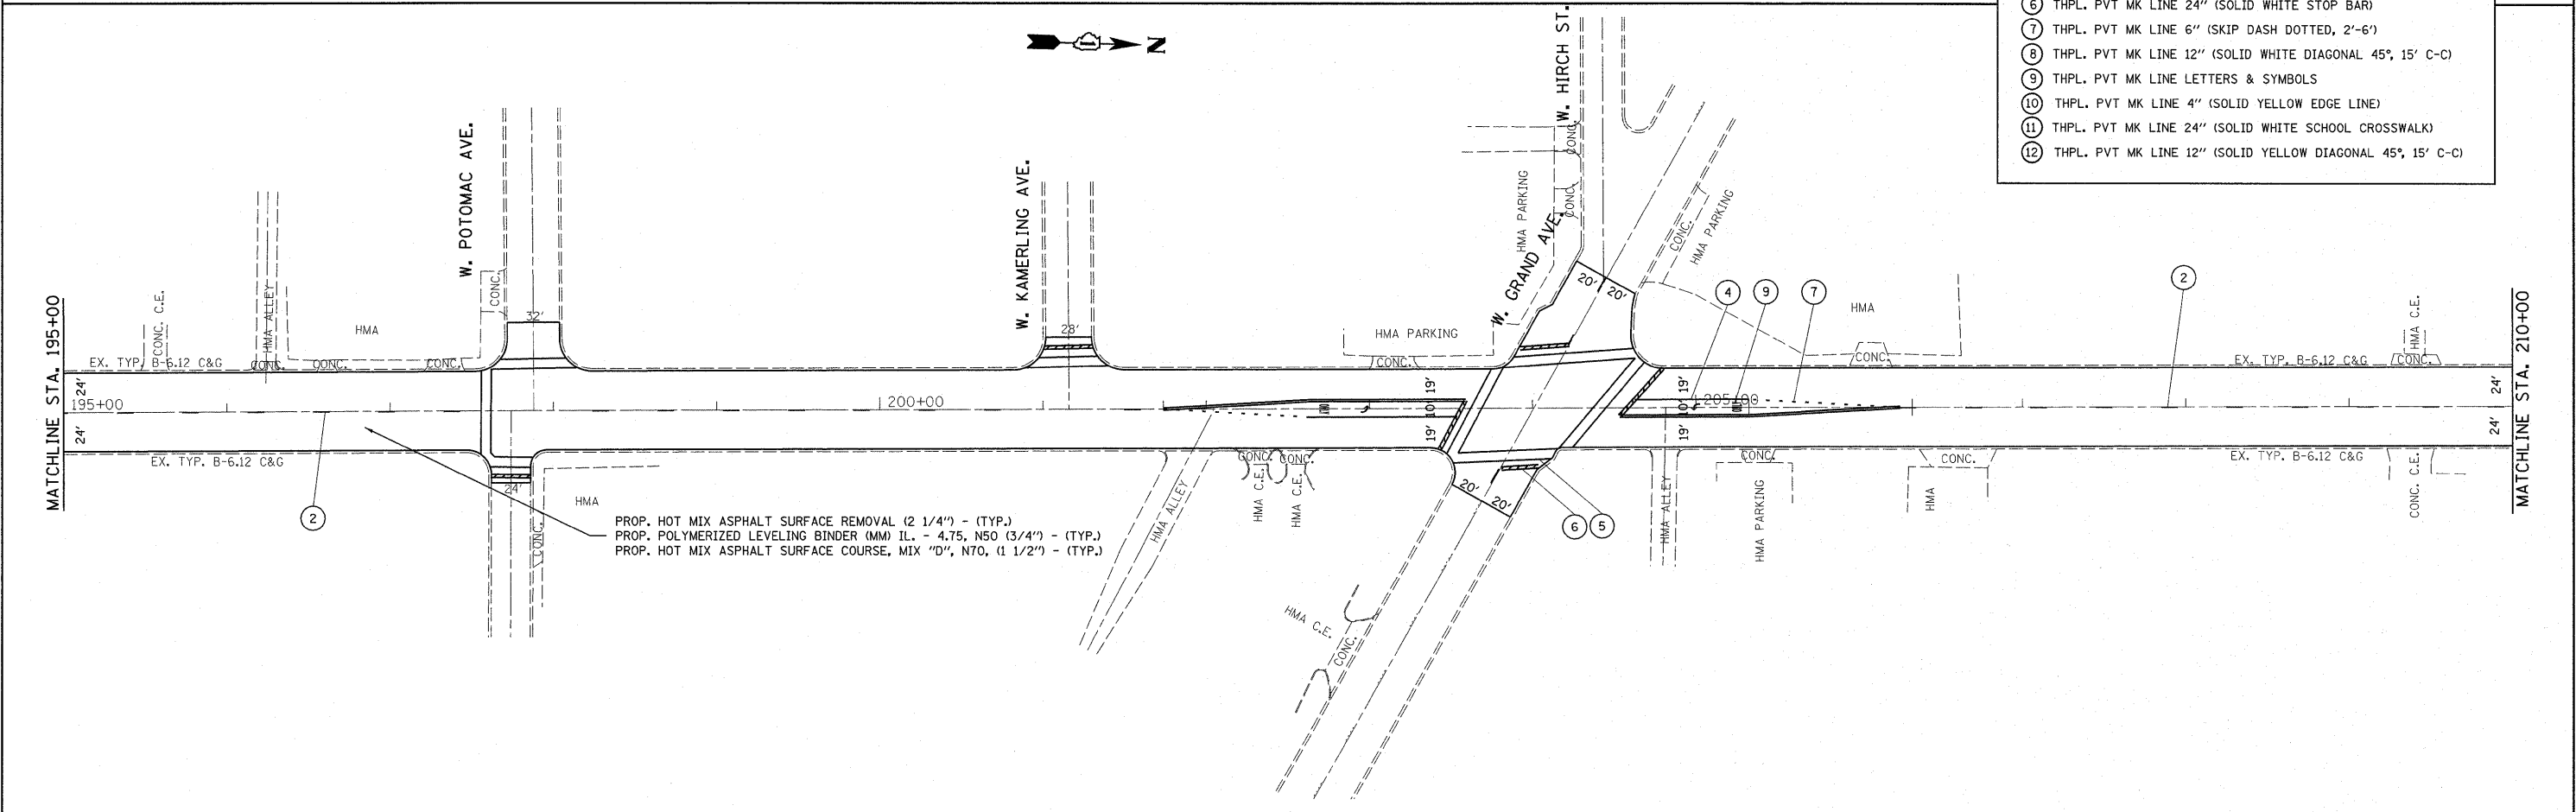 ⑥ THPL. PVT MK LINE 24" (SOLID WHITE STOP BAR)
⑦ THPL. PVT MK LINE 6" (SKIP DASH DOTTED, 2'-6')
⑧ THPL. PVT MK LINE 12" (SOLID WHITE DIAGONAL 45°, 15' C-C)
⑨ THPL. PVT MK LINE LETTERS & SYMBOLS
⑩ THPL. PVT MK LINE 4" (SOLID YELLOW EDGE LINE)
⑪ THPL. PVT MK LINE 24" (SOLID WHITE SCHOOL CROSSWALK)
⑫ THPL. PVT MK LINE 12" (SOLID YELLOW DIAGONAL 45°, 15' C-C)
N
W. POTOMAC AVE.
W. KAMERLING AVE.
W. HIRCH ST.
W. GRAND AVE.
CONC.
CONC.
CONC.
HMA PARKING
CONC.
HMA PARKING
MATCHLINE STA. 195+00
CONC. C.E.
HMA ALLEY
HMA
CONC.
32'
28'
HMA PARKING
20'
20'
④
⑨
⑦
HMA
②
HMA C.E.
MATCHLINE STA. 210+00
EX. TYP. B-6.12 C&G
CONC.
CONC.
CONC.
CONC.
CONC.
EX. TYP. B-6.12 C&G
CONC.
24'
195+00
24'
200+00
19'
10'
19'
19'
10'
19'
205+00
24'
24'
EX. TYP. B-6.12 C&G
24'
②
HMA
CONC.
PROP. HOT MIX ASPHALT SURFACE REMOVAL (2 1/4") - (TYP.)
PROP. POLYMERIZED LEVELING BINDER (MM) IL. - 4.75, N50 (3/4") - (TYP.)
PROP. HOT MIX ASPHALT SURFACE COURSE, MIX "D", N70, (1 1/2") - (TYP.)
HMA ALLEY
CONC.
CONC.
HMA C.E.
HMA C.E.
20'
20'
⑥
⑤
HMA ALLEY
CONC.
HMA PARKING
CONC.
HMA
EX. TYP. B-6.12 C&G
CONC. C.E.
HMA C.E.
CONC.